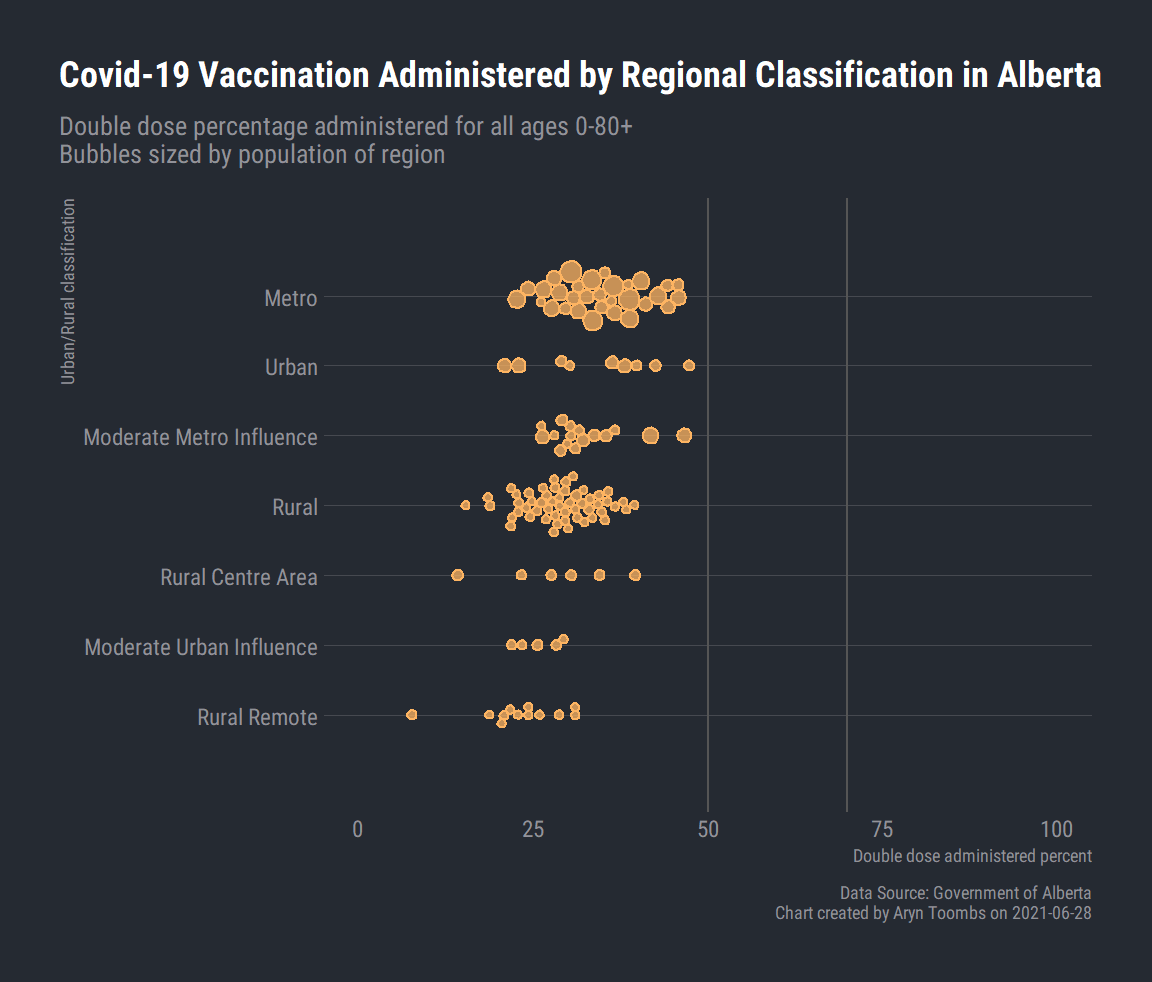 Covid-19 Vaccination Administered by Regional Classification in Alberta
Double dose percentage administered for all ages 0-80+
Bubbles sized by population of region
Urban/Rural classification
Metro
Urban
Moderate Metro Influence
Rural
Rural Centre Area
Moderate Urban Influence
Rural Remote
0 25 50 75 100
Double dose administered percent
Data Source: Government of Alberta
Chart created by Aryn Toombs on 2021-06-28